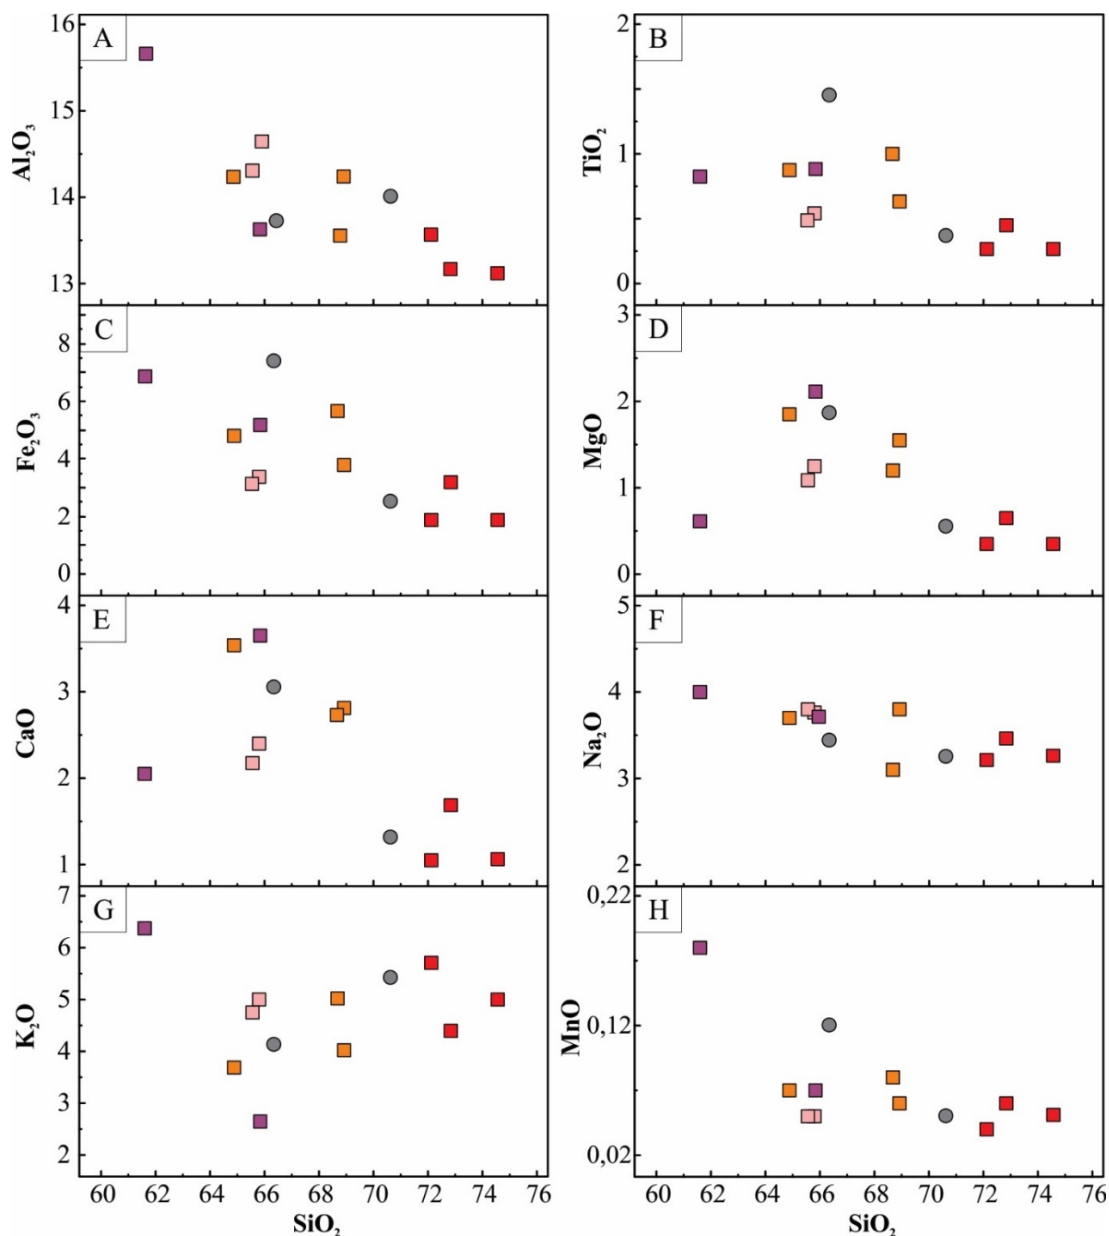 A
Al₂O₃
16
15
14
13
B
TiO₂
2
1
0
C
Fe₂O₃
8
6
4
2
0
D
MgO
3
2
1
0
E
CaO
4
3
2
1
F
Na₂O
5
4
3
2
G
K₂O
7
6
5
4
3
2
H
MnO
0,22
0,12
0,02
60 62 64 66 68 70 72 74 76
SiO₂
60 62 64 66 68 70 72 74 76
SiO₂